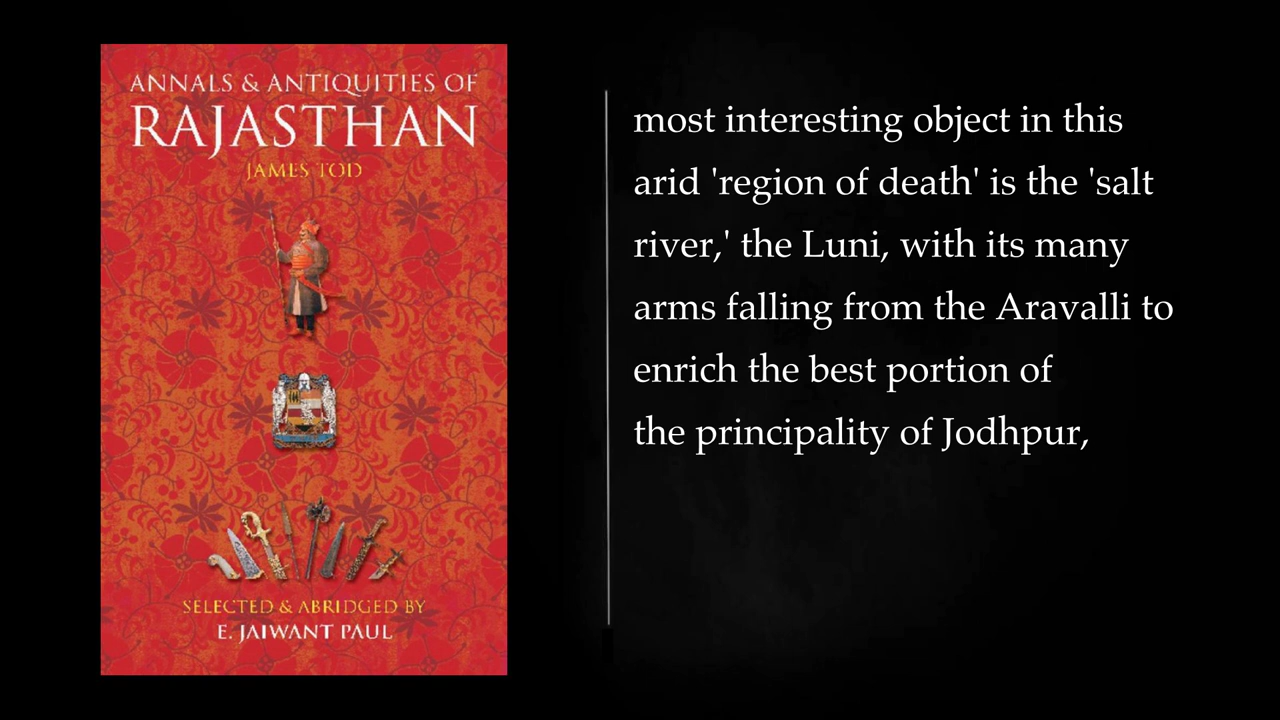 ANNALS & ANTIQUITIES OF
RAJASTHAN
JAMES TOD
SELECTED & ABRIDGED BY
E. JAIWANT PAUL
most interesting object in this
arid 'region of death' is the 'salt
river,' the Luni, with its many
arms falling from the Aravalli to
enrich the best portion of
the principality of Jodhpur,